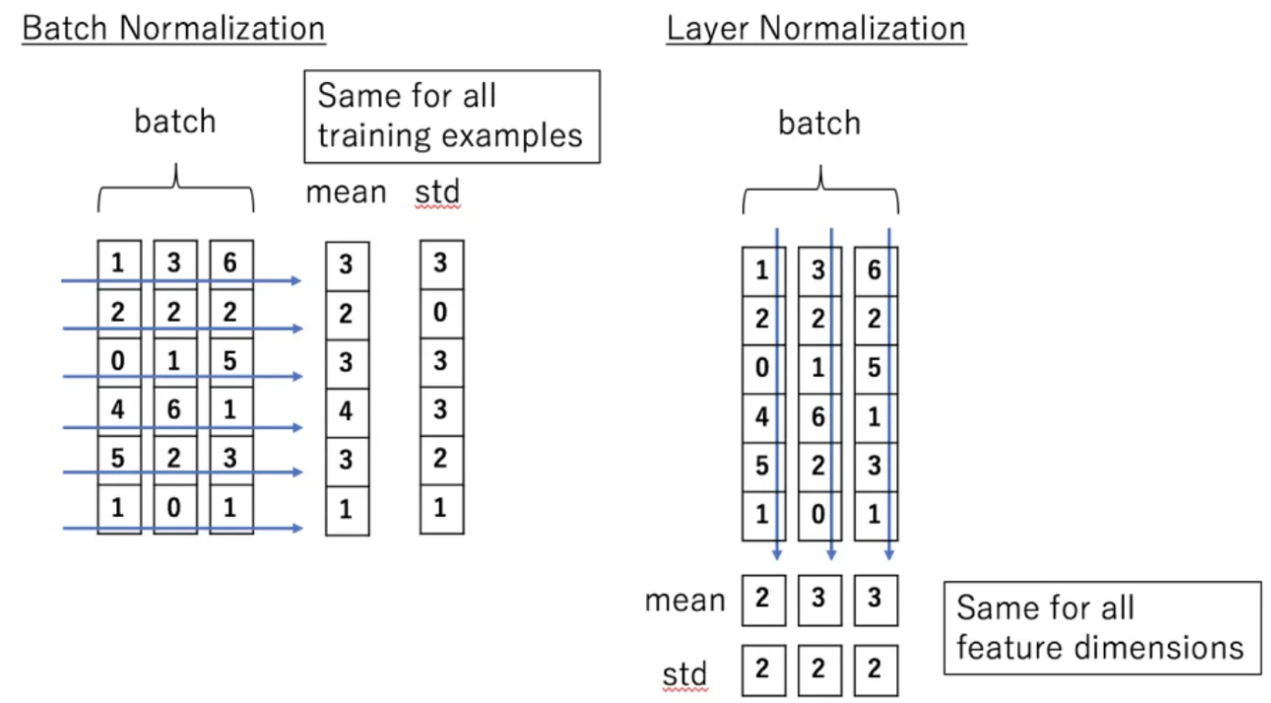 Batch Normalization
Same for all
training examples
batch
mean std
1 3 6 3 3
2 2 2 2 0
0 1 5 3 3
4 6 1 4 3
5 2 3 3 2
1 0 1 1 1
Layer Normalization
batch
1 3 6
2 2 2
0 1 5
4 6 1
5 2 3
1 0 1
mean 2 3 3
std 2 2 2
Same for all
feature dimensions